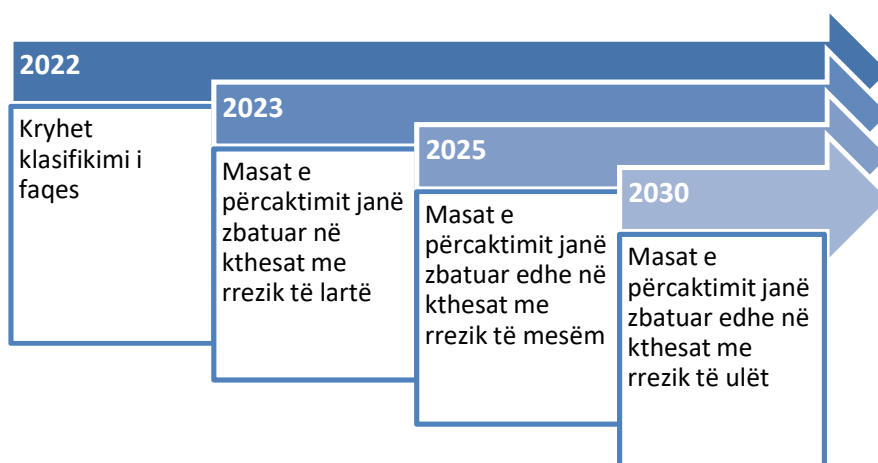 2022
Kryhet
klasifikimi i
faqes
2023
Masat e
përcaktimit janë
zbatuar në
kthesat me
rrezik të lartë
2025
Masat e
përcaktimit janë
zbatuar edhe në
kthesat me
rrezik të mesëm
2030
Masat e
përcaktimit janë
zbatuar edhe në
kthesat me
rrezik të ulët